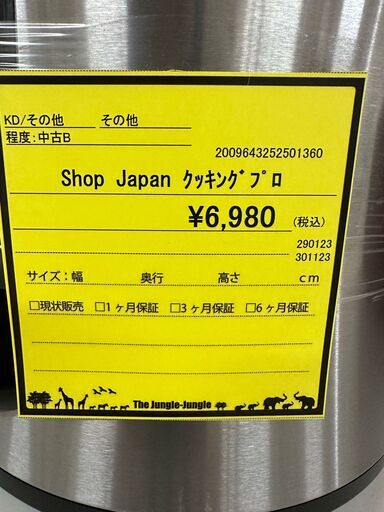 KD/その他 その他
程度:中古B
2009643252501360
Shop Japan ｸｯｷﾝｸﾞﾌﾟﾛ
¥6,980 (税込)
290123
301123
サイズ:幅 奥行 高さ cm
□現状販売 □1ヶ月保証 □3ヶ月保証 □6ヶ月保証
The Jungle-Jungle